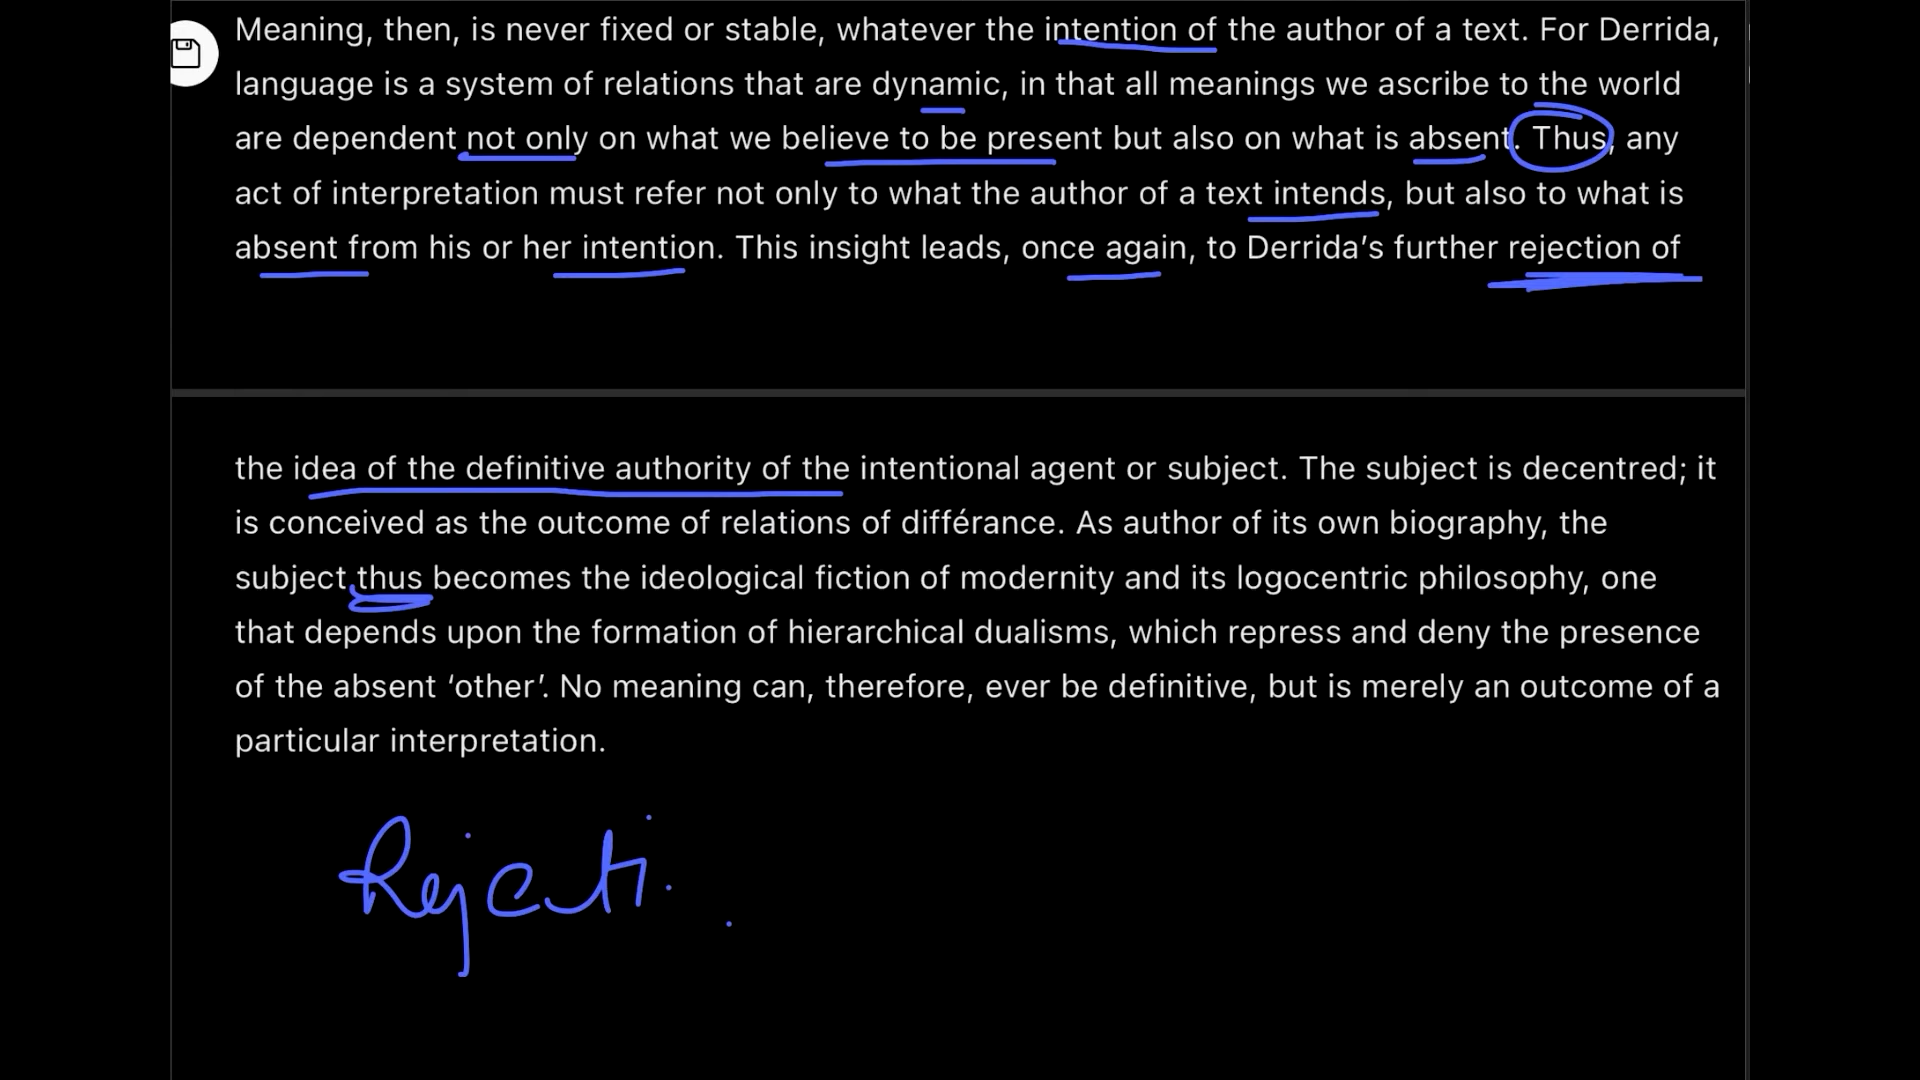 Meaning, then, is never fixed or stable, whatever the intention of the author of a text. For Derrida,
language is a system of relations that are dynamic, in that all meanings we ascribe to the world
are dependent not only on what we believe to be present but also on what is absent. Thus, any
act of interpretation must refer not only to what the author of a text intends, but also to what is
absent from his or her intention. This insight leads, once again, to Derrida’s further rejection of
the idea of the definitive authority of the intentional agent or subject. The subject is decentred; it
is conceived as the outcome of relations of différance. As author of its own biography, the
subject thus becomes the ideological fiction of modernity and its logocentric philosophy, one
that depends upon the formation of hierarchical dualisms, which repress and deny the presence
of the absent ‘other’. No meaning can, therefore, ever be definitive, but is merely an outcome of a
particular interpretation.
Rejecti